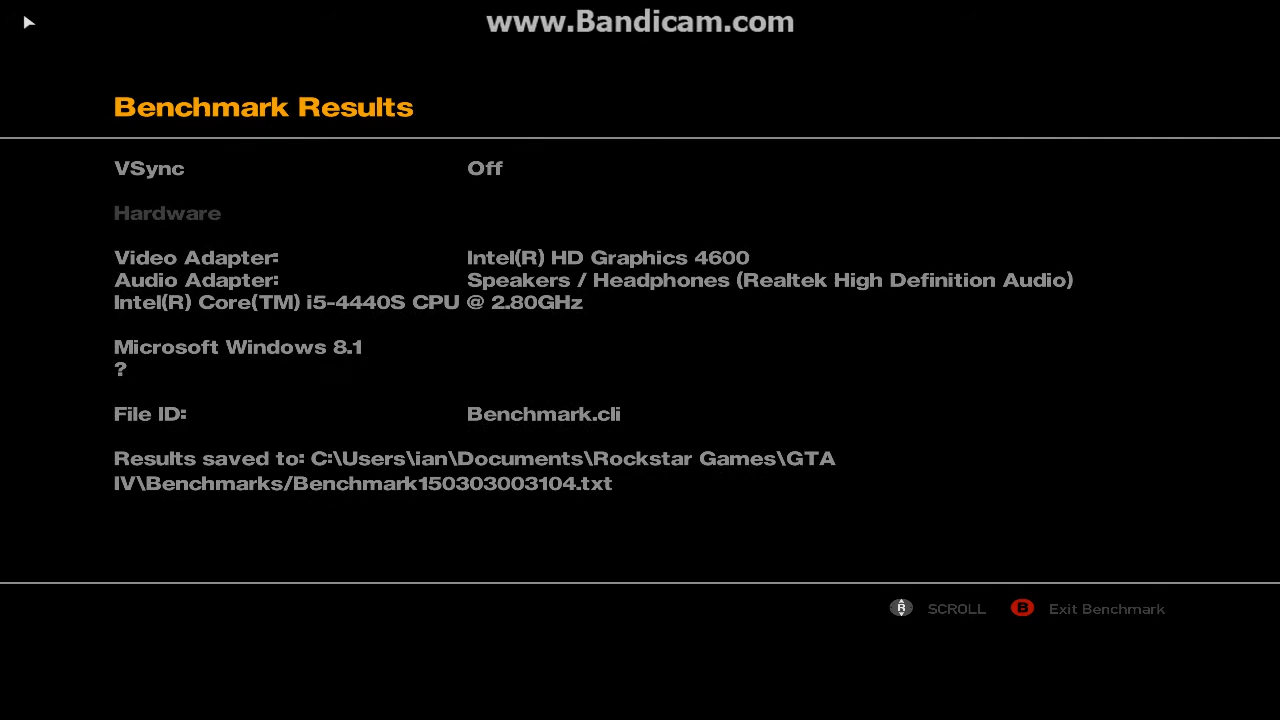 www.Bandicam.com
Benchmark Results
VSync Off
Hardware
Video Adapter: Intel(R) HD Graphics 4600
Audio Adapter: Speakers / Headphones (Realtek High Definition Audio)
Intel(R) Core(TM) i5-4440S CPU @ 2.80GHz
Microsoft Windows 8.1
?
File ID: Benchmark.cli
Results saved to: C:\Users\ian\Documents\Rockstar Games\GTA
IV\Benchmarks/Benchmark150303003104.txt
R SCROLL B Exit Benchmark